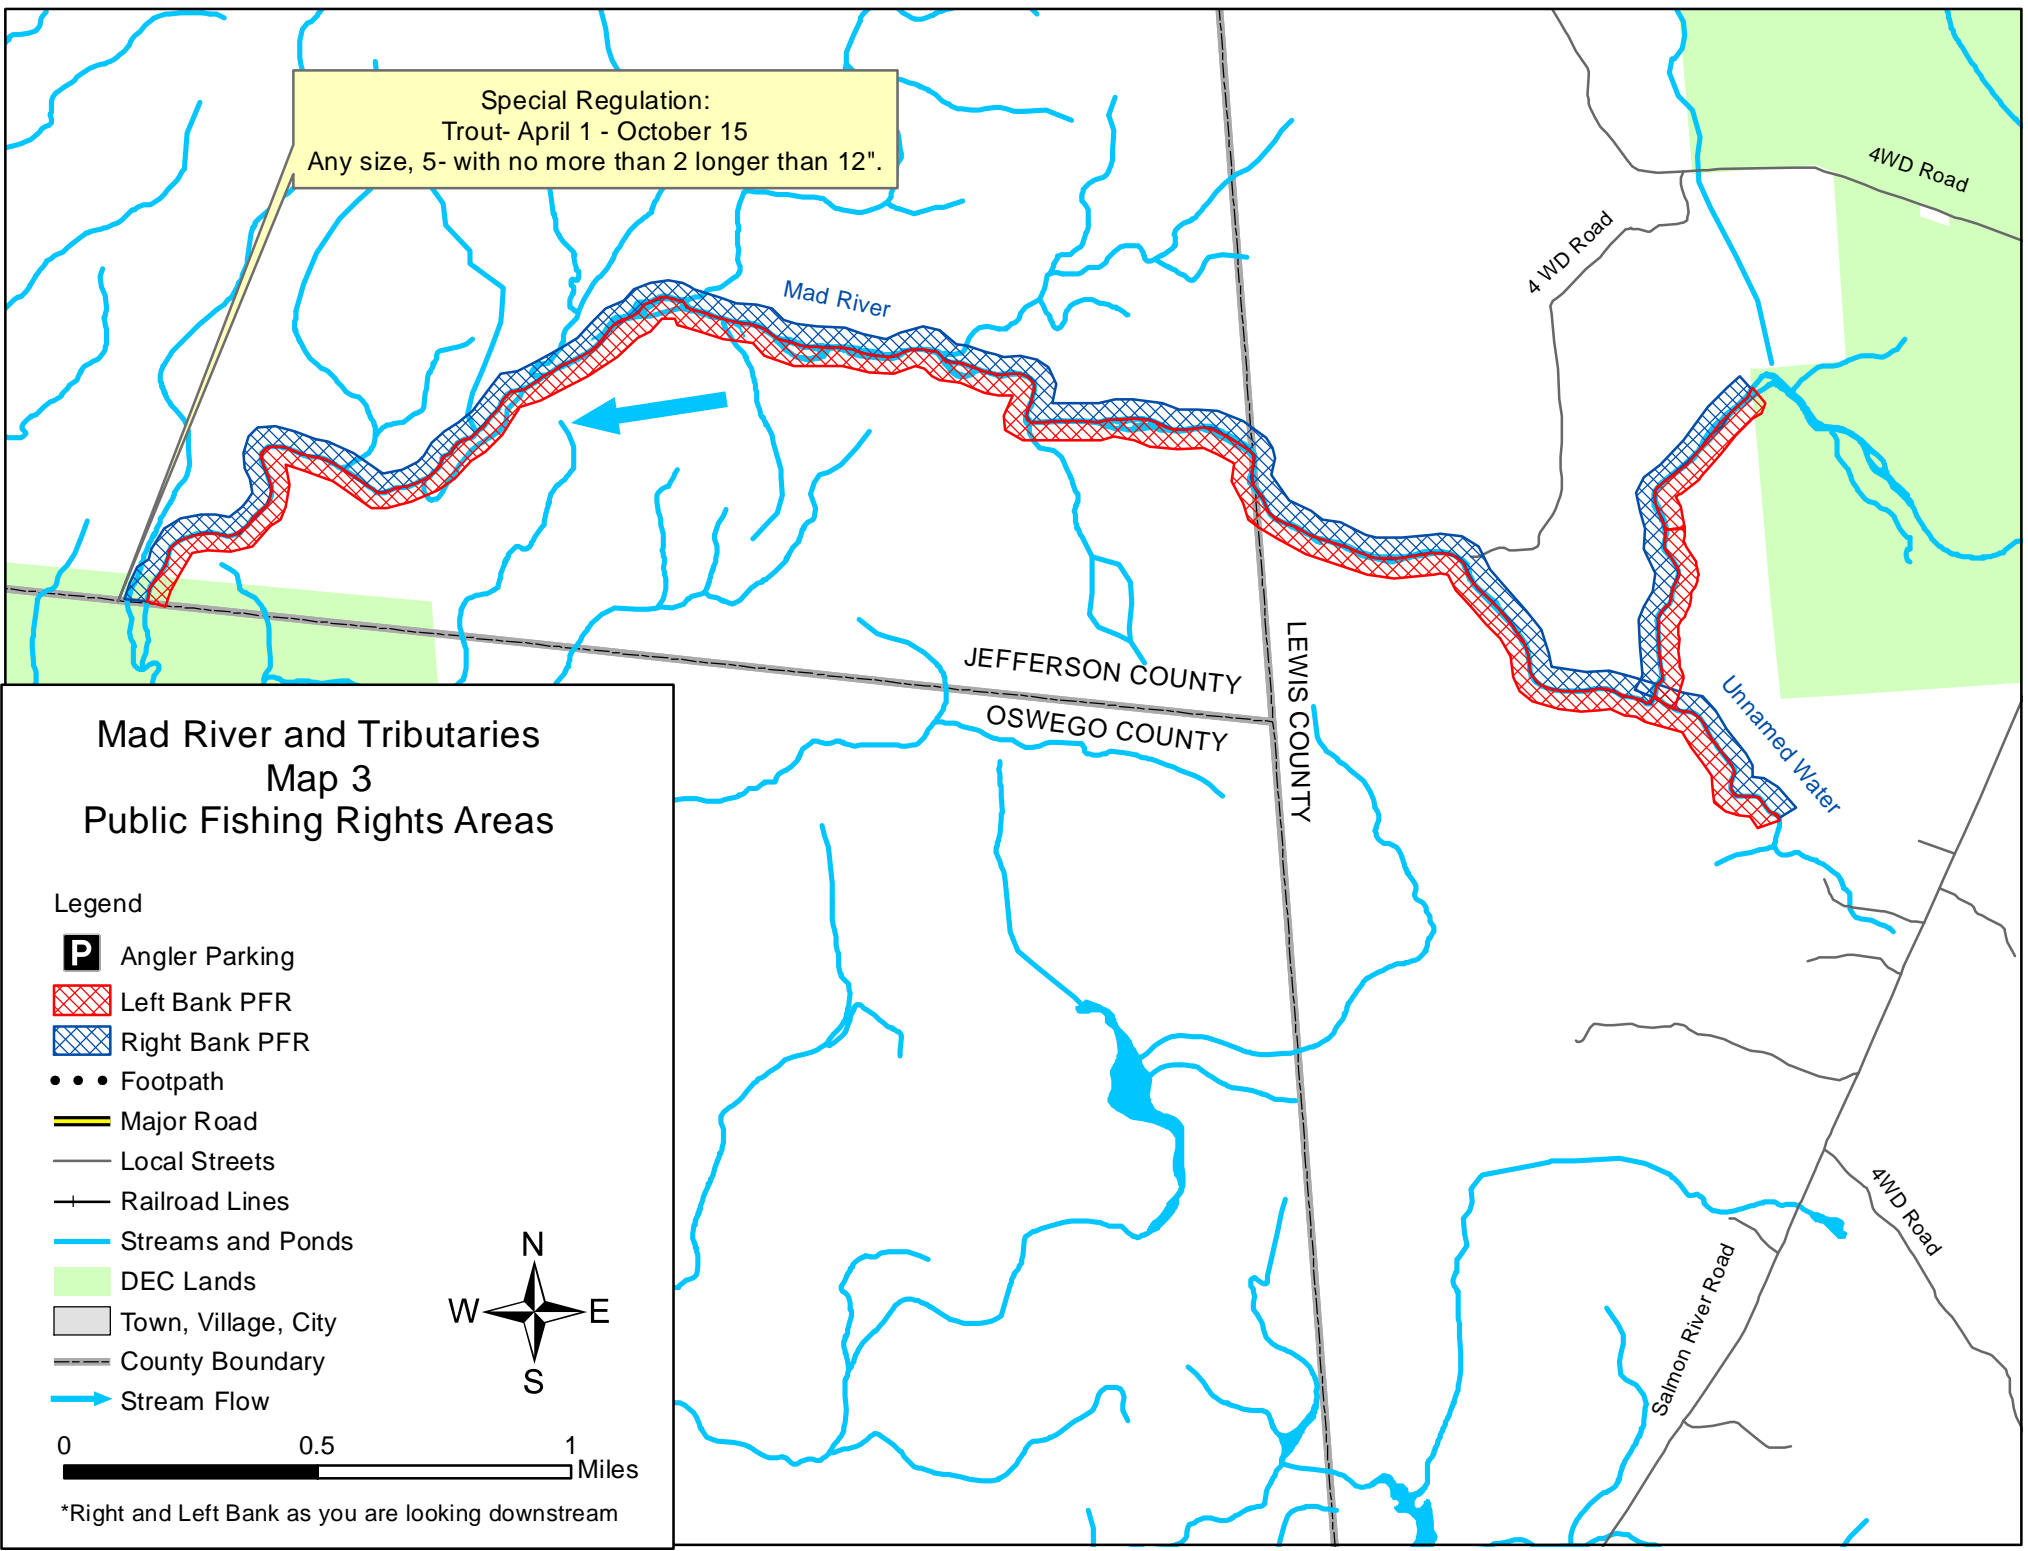 Special Regulation:
Trout- April 1 - October 15
Any size, 5- with no more than 2 longer than 12".
4WD Road
4 WD Road
Mad River
JEFFERSON COUNTY
OSWEGO COUNTY
LEWIS COUNTY
Unnamed Water
4WD Road
Salmon River Road
Mad River and Tributaries
Map 3
Public Fishing Rights Areas
Legend
P Angler Parking
Left Bank PFR
Right Bank PFR
Footpath
Major Road
Local Streets
Railroad Lines
Streams and Ponds
DEC Lands
Town, Village, City
County Boundary
Stream Flow
N
W E
S
0 0.5 1
Miles
*Right and Left Bank as you are looking downstream